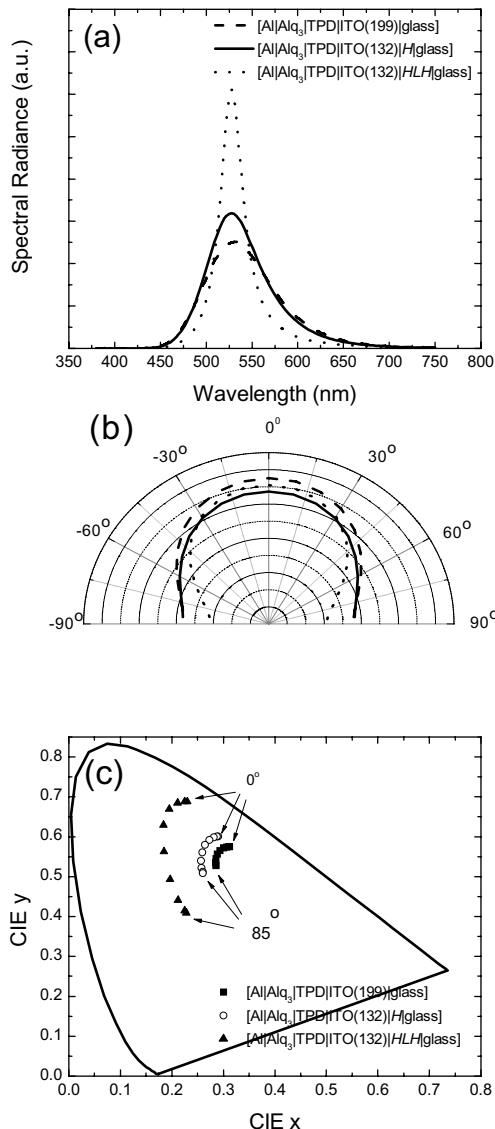 (a)
[Al|Alq₃|TPD|ITO(199)|glass]
[Al|Alq₃|TPD|ITO(132)|H|glass]
[Al|Alq₃|TPD|ITO(132)|HLH|glass]
Spectral Radiance (a.u.)
350 400 450 500 550 600 650 700 750 800
Wavelength (nm)
(b)
0°
-30° 30°
-60° 60°
-90° 90°
(c)
0.8
0.7
0.6
0.5
0.4
0.3
0.2
0.1
0.0
CIE y
0°
85°
[Al|Alq₃|TPD|ITO(199)|glass]
[Al|Alq₃|TPD|ITO(132)|H|glass]
[Al|Alq₃|TPD|ITO(132)|HLH|glass]
0.0 0.1 0.2 0.3 0.4 0.5 0.6 0.7 0.8
CIE x